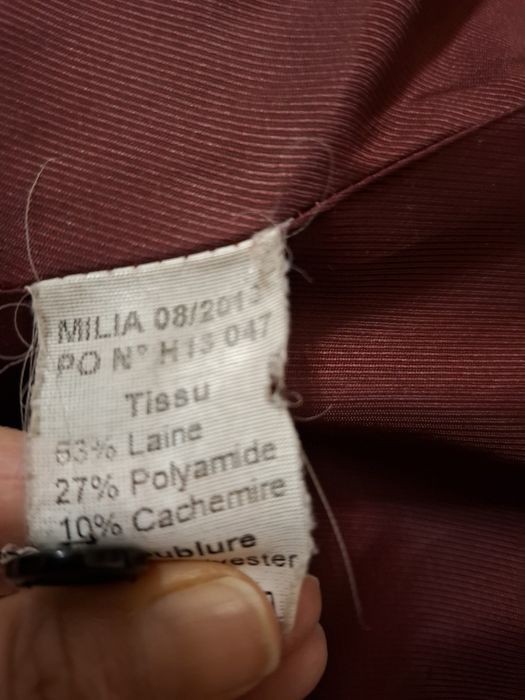 MILIA 08/2013
PO N° H13 047
Tissu
63% Laine
27% Polyamide
10% Cachemire